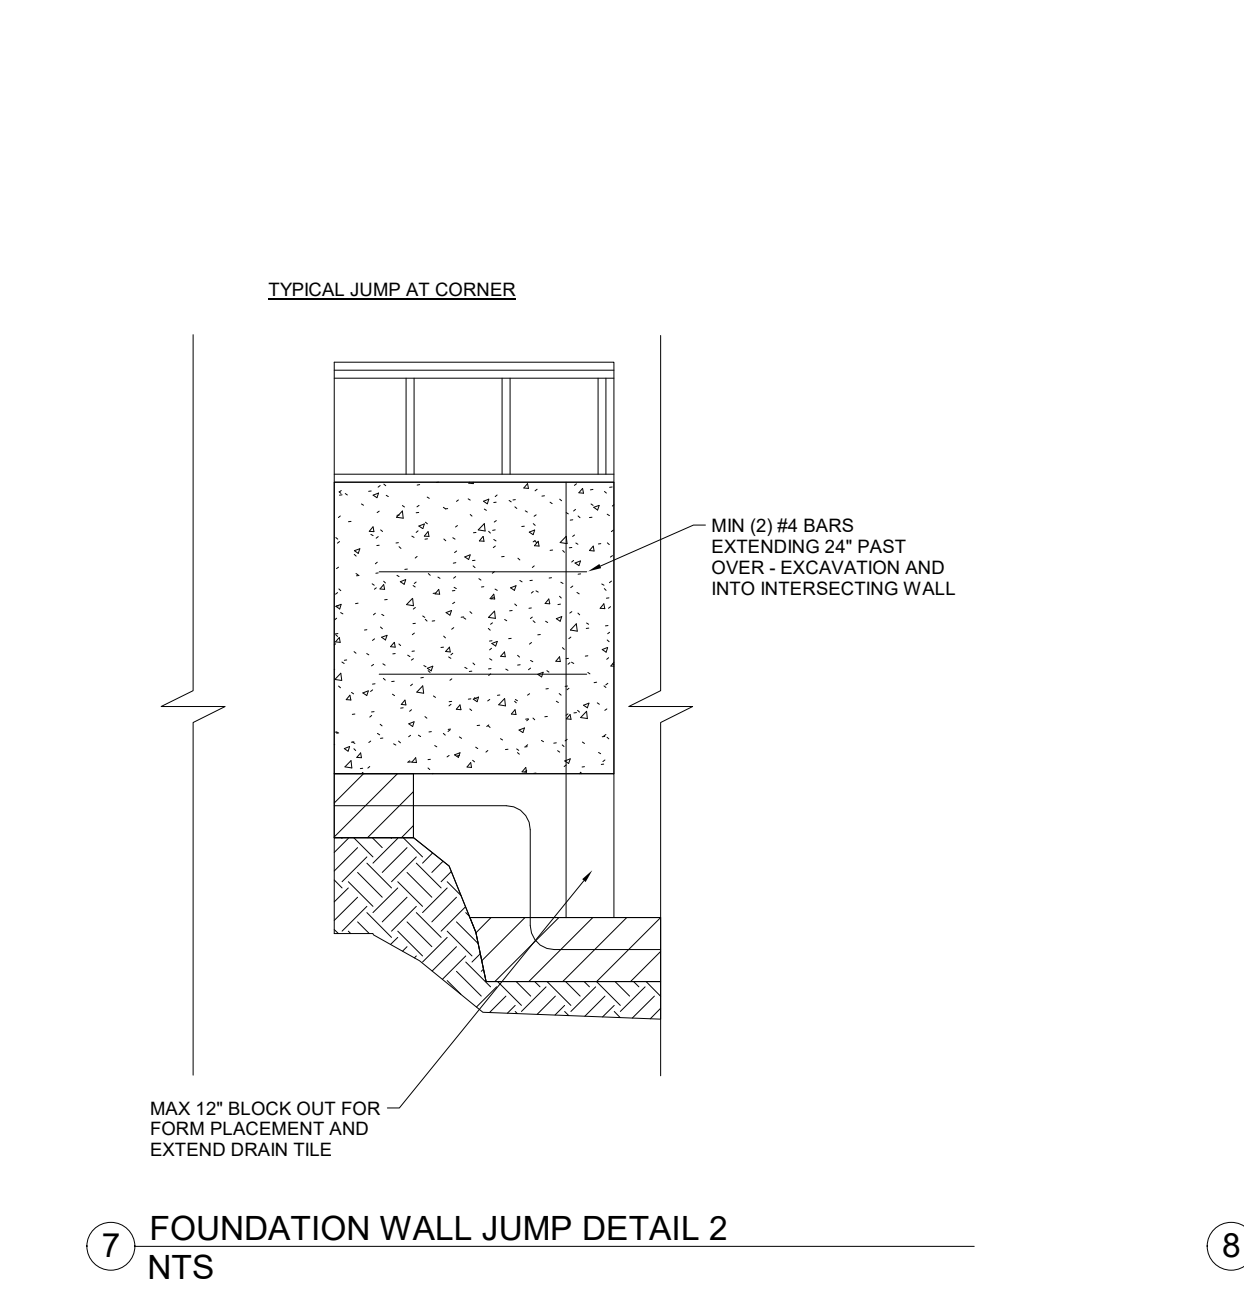 TYPICAL JUMP AT CORNER
MIN (2) #4 BARS
EXTENDING 24" PAST
OVER - EXCAVATION AND
INTO INTERSECTING WALL
MAX 12" BLOCK OUT FOR
FORM PLACEMENT AND
EXTEND DRAIN TILE
7
FOUNDATION WALL JUMP DETAIL 2
NTS
8